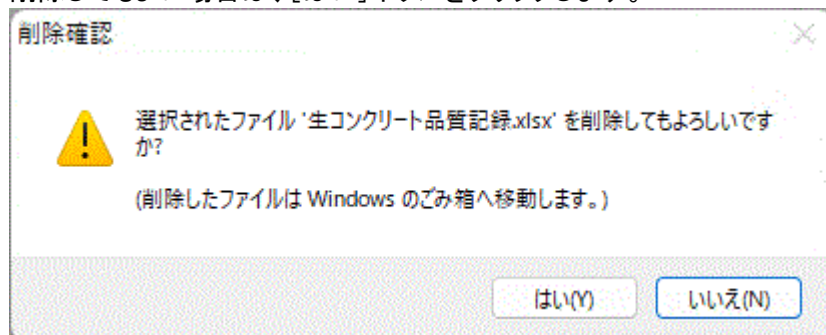 削除確認
選択されたファイル '生コンクリート品質記録.xlsx' を削除してもよろしいです
か?
(削除したファイルは Windows のごみ箱へ移動します。)
はい(Y)
いいえ(N)